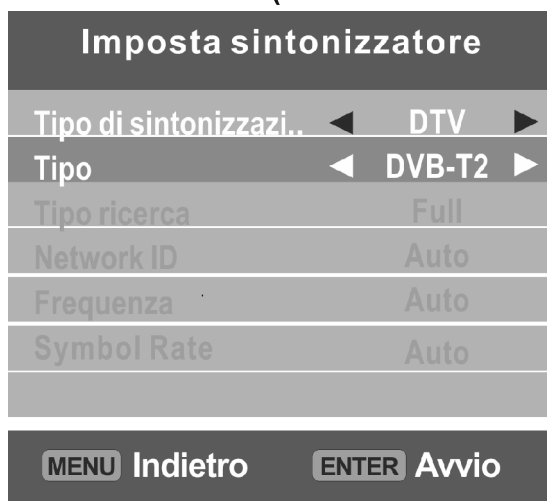 Imposta sintonizzatore
Tipo di sintonizzazi.. ◀ DTV ▶
Tipo ◀ DVB-T2 ▶
Tipo ricerca Full
Network ID Auto
Frequenza Auto
Symbol Rate Auto
MENU Indietro ENTER Avvio